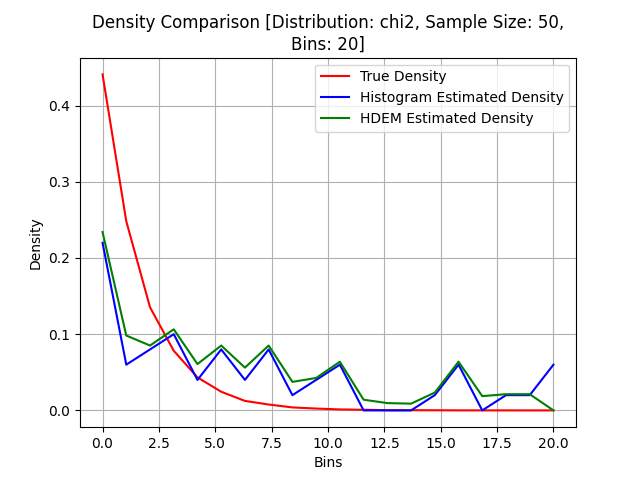 Density Comparison [Distribution: chi2, Sample Size: 50,
Bins: 20]
True Density
Histogram Estimated Density
HDEM Estimated Density
Density
0.4
0.3
0.2
0.1
0.0
0.0 2.5 5.0 7.5 10.0 12.5 15.0 17.5 20.0
Bins